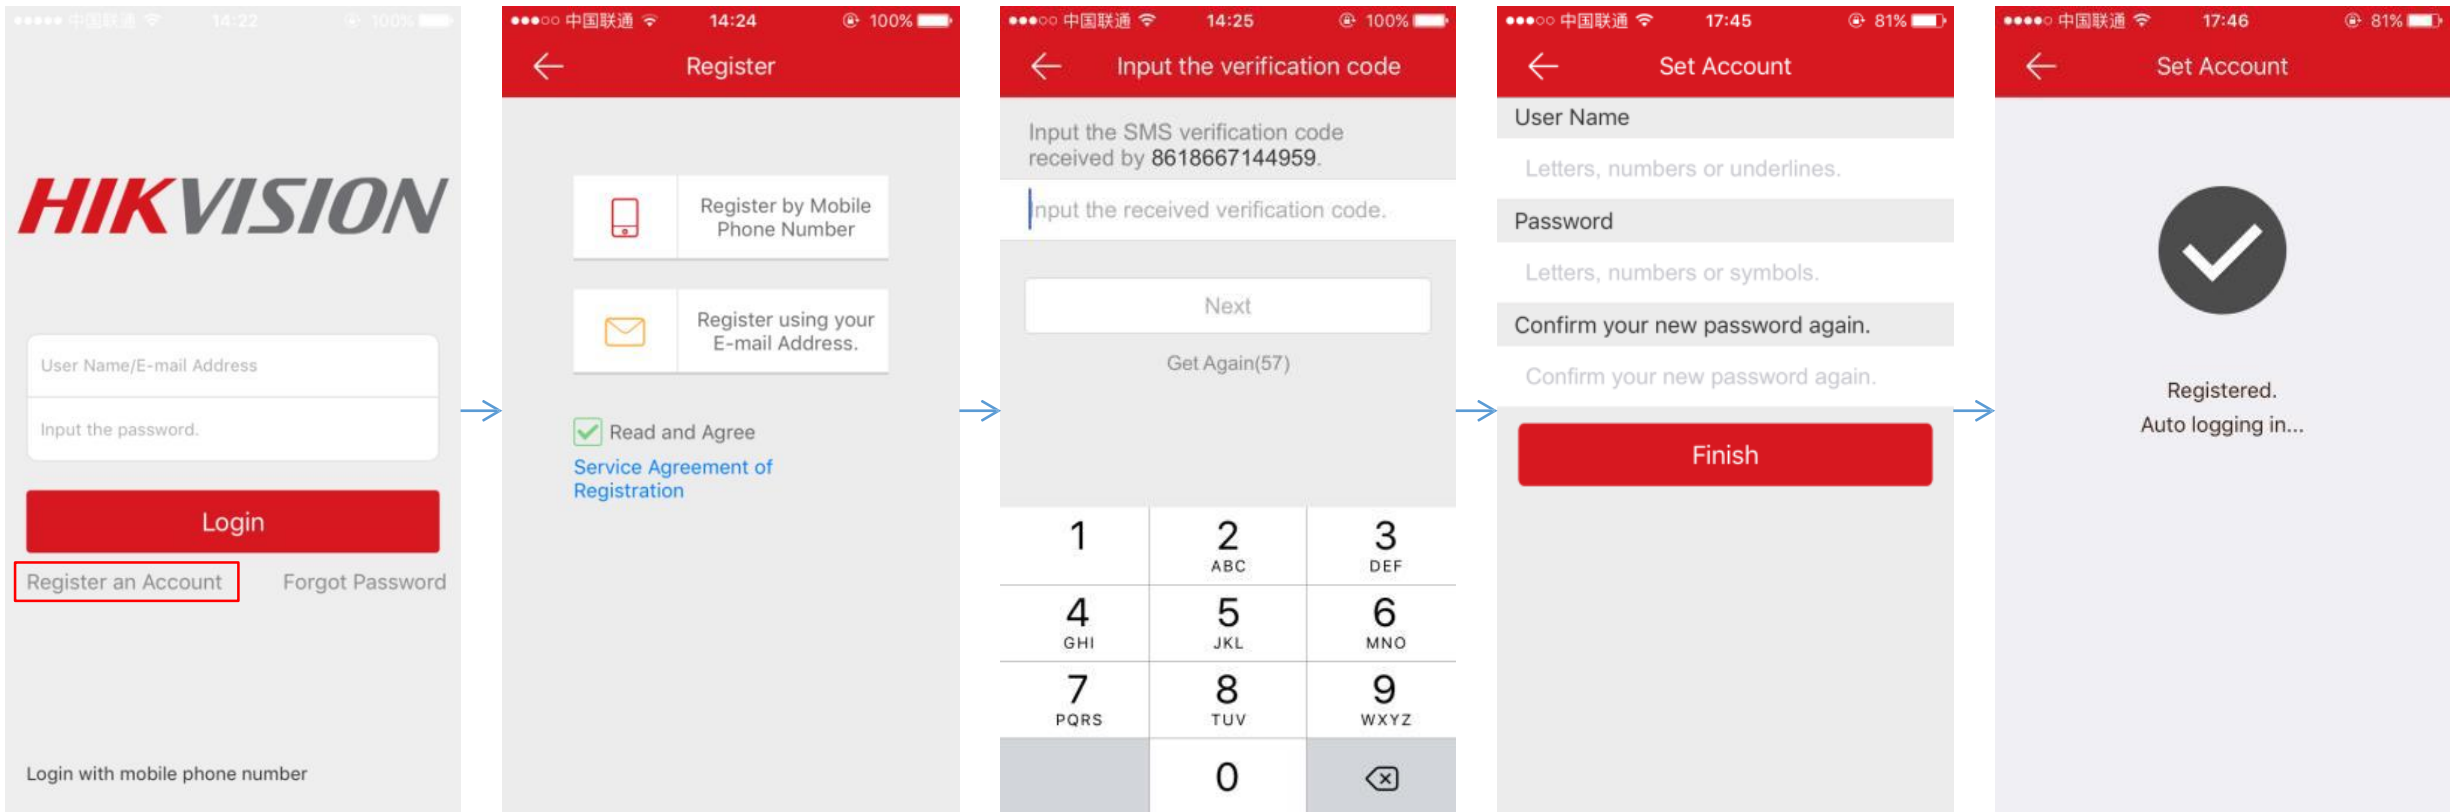 中国联通 14:22 100%
HIKVISION
User Name/E-mail Address
Input the password.
Login
Register an Account Forgot Password
Login with mobile phone number
中国联通 14:24 100%
Register
Register by Mobile
Phone Number
Register using your
E-mail Address.
Read and Agree
Service Agreement of
Registration
中国联通 14:25 100%
Input the verification code
Input the SMS verification code
received by 8618667144959.
Input the received verification code.
Next
Get Again(57)
1 2 3
ABC DEF
4 5 6
GHI JKL MNO
7 8 9
PQRS TUV WXYZ
0
中国联通 17:45 81%
Set Account
User Name
Letters, numbers or underlines.
Password
Letters, numbers or symbols.
Confirm your new password again.
Confirm your new password again.
Finish
中国联通 17:46 81%
Set Account
Registered.
Auto logging in...